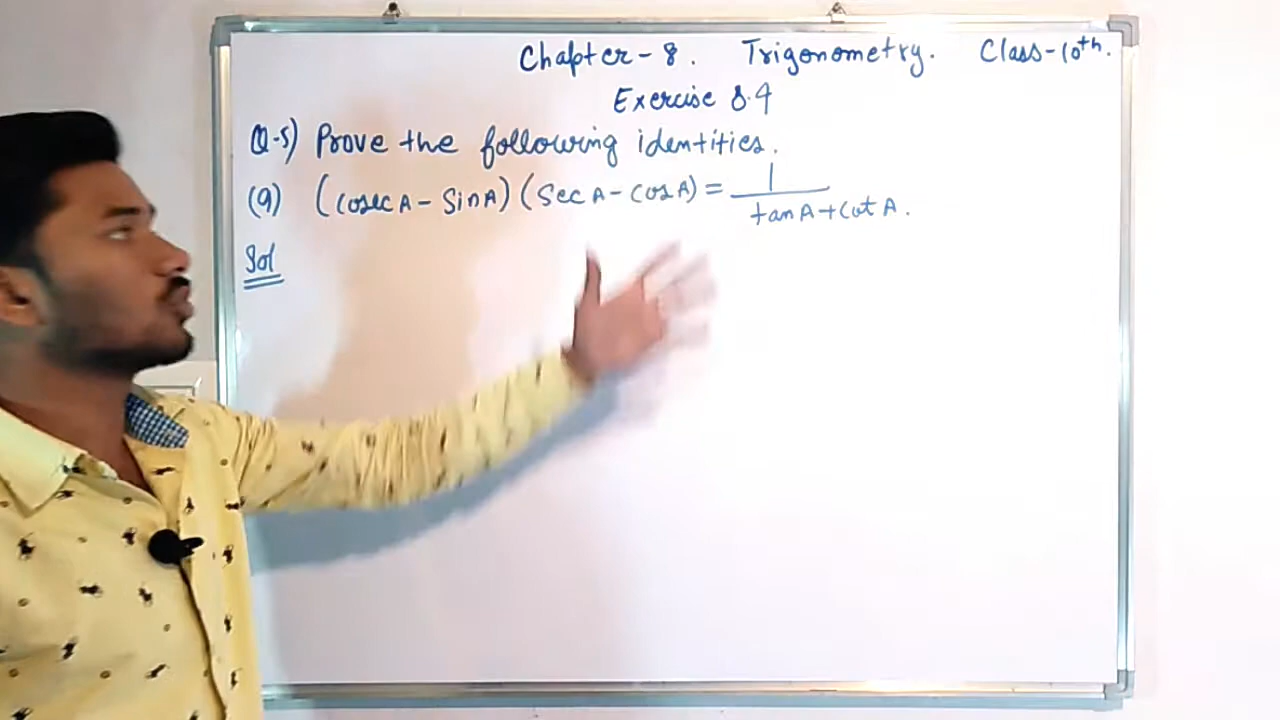 Chapter - 8. Trigonometry. Class - 10th.
Exercise 8.4
Q-5) Prove the following identities.
(9) (cosec A - Sin A) (Sec A - Cos A) = 1 / tan A + Cot A.
Sol